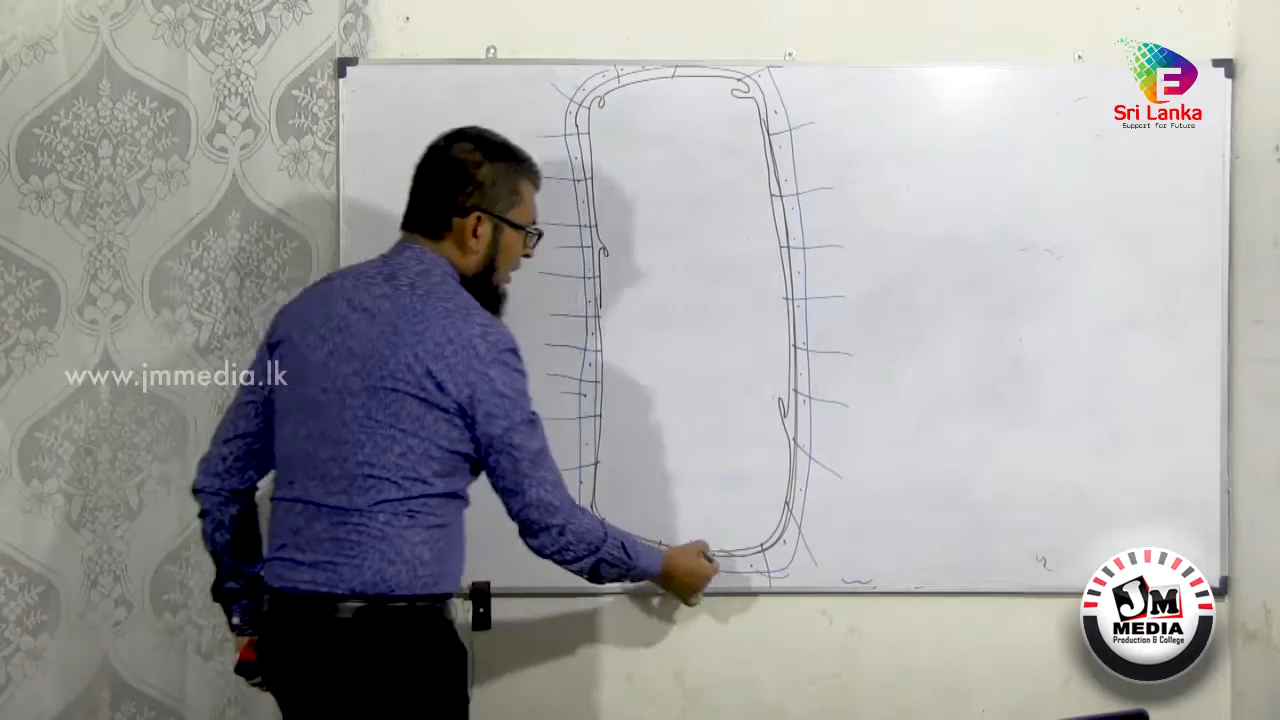 E
Sri Lanka
Support for Future
www.jmmedia.lk
JM
MEDIA
Production & College